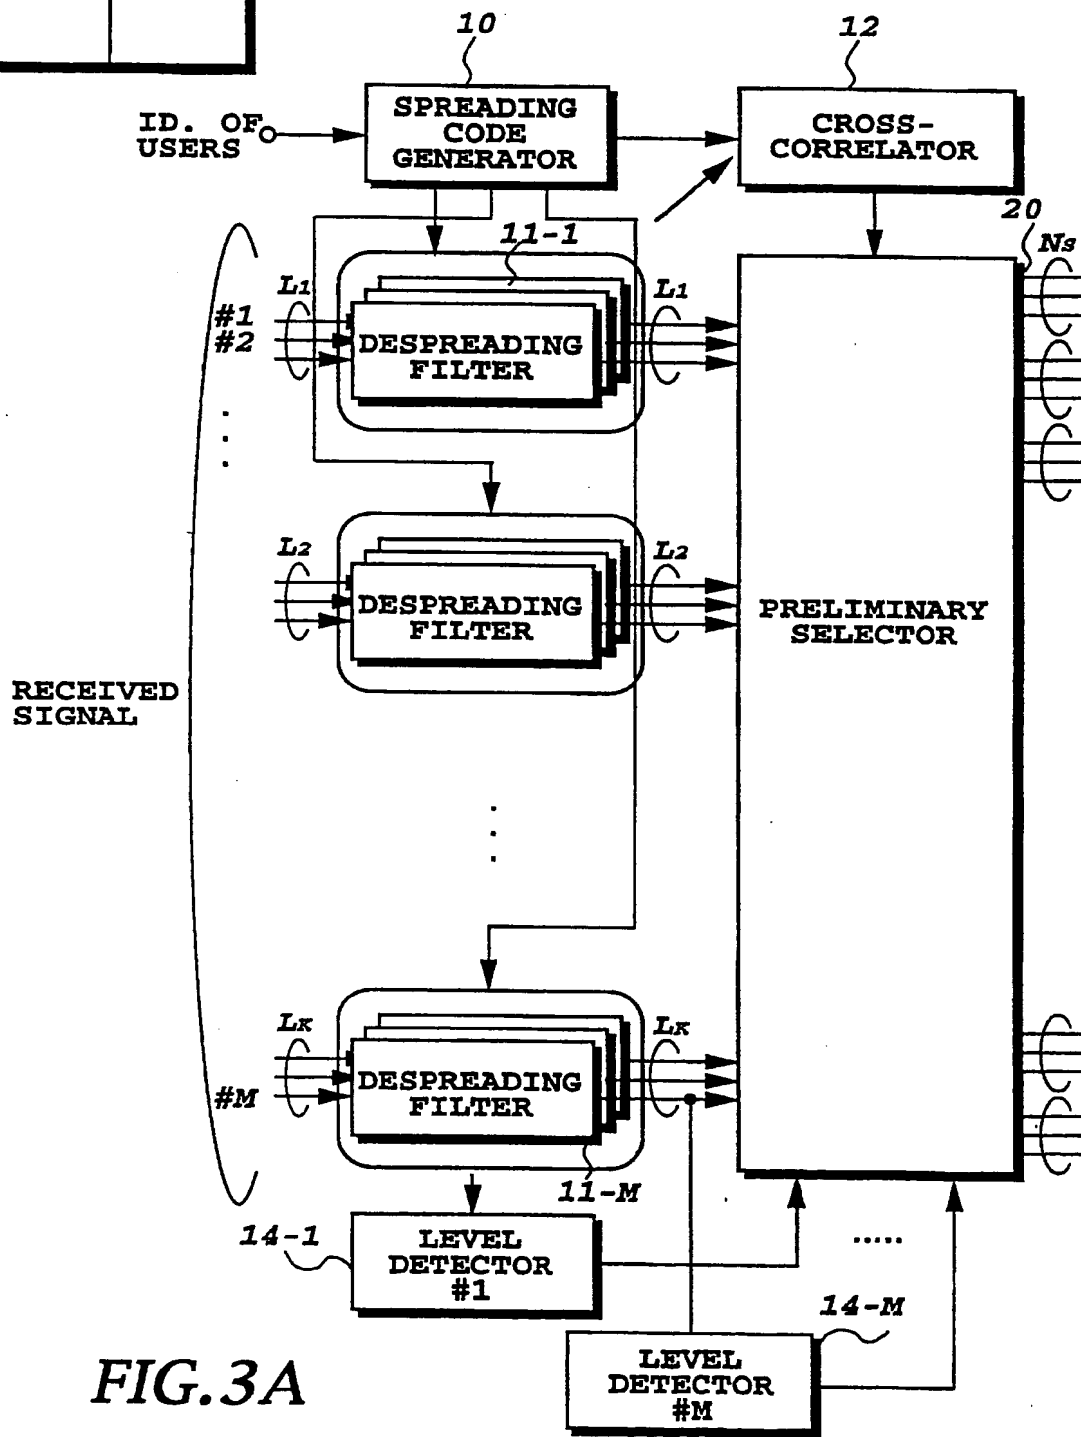 10
12
ID. OF
USERS
SPREADING
CODE
GENERATOR
CROSS-
CORRELATOR
20
Ns
11-1
L1
L1
#1
#2
DESPREADING
FILTER
L2
L2
DESPREADING
FILTER
PRELIMINARY
SELECTOR
RECEIVED
SIGNAL
LK
LK
#M
DESPREADING
FILTER
11-M
14-1
LEVEL
DETECTOR
#1
14-M
LEVEL
DETECTOR
#M
FIG.3A